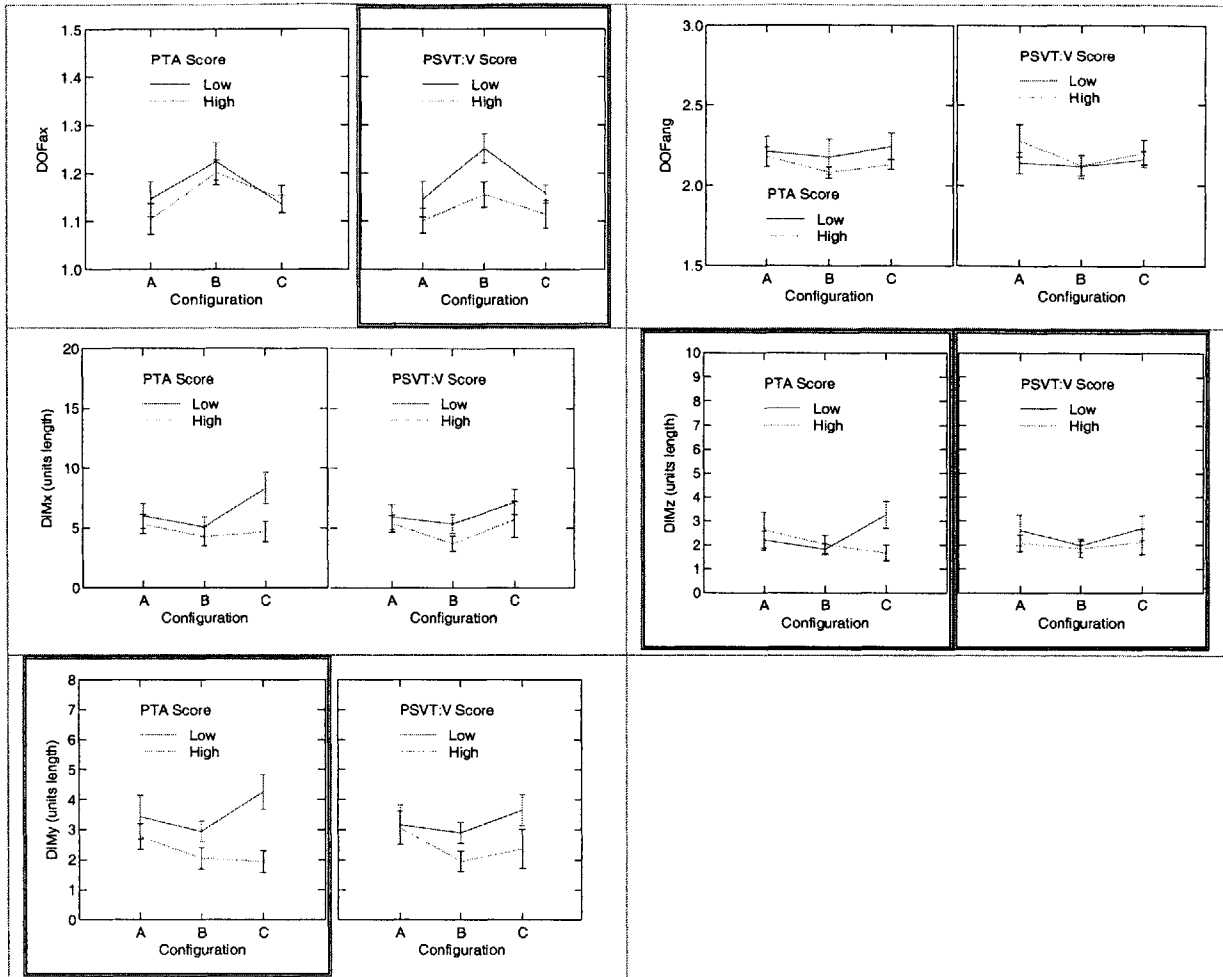 1.5
1.4
1.3
1.2
1.1
1.0
DOFax
PTA Score
Low
High
A B C
Configuration
PSVT:V Score
Low
High
A B C
Configuration
3.0
2.5
2.0
1.5
DOFang
PTA Score
Low
High
A B C
Configuration
PSVT:V Score
Low
High
A B C
Configuration
20
15
10
5
0
DIMx (units length)
PTA Score
Low
High
A B C
Configuration
PSVT:V Score
Low
High
A B C
Configuration
10
9
8
7
6
5
4
3
2
1
0
DIMz (units length)
PTA Score
Low
High
A B C
Configuration
PSVT:V Score
Low
High
A B C
Configuration
8
7
6
5
4
3
2
1
0
DIMy (units length)
PTA Score
Low
High
A B C
Configuration
PSVT:V Score
Low
High
A B C
Configuration